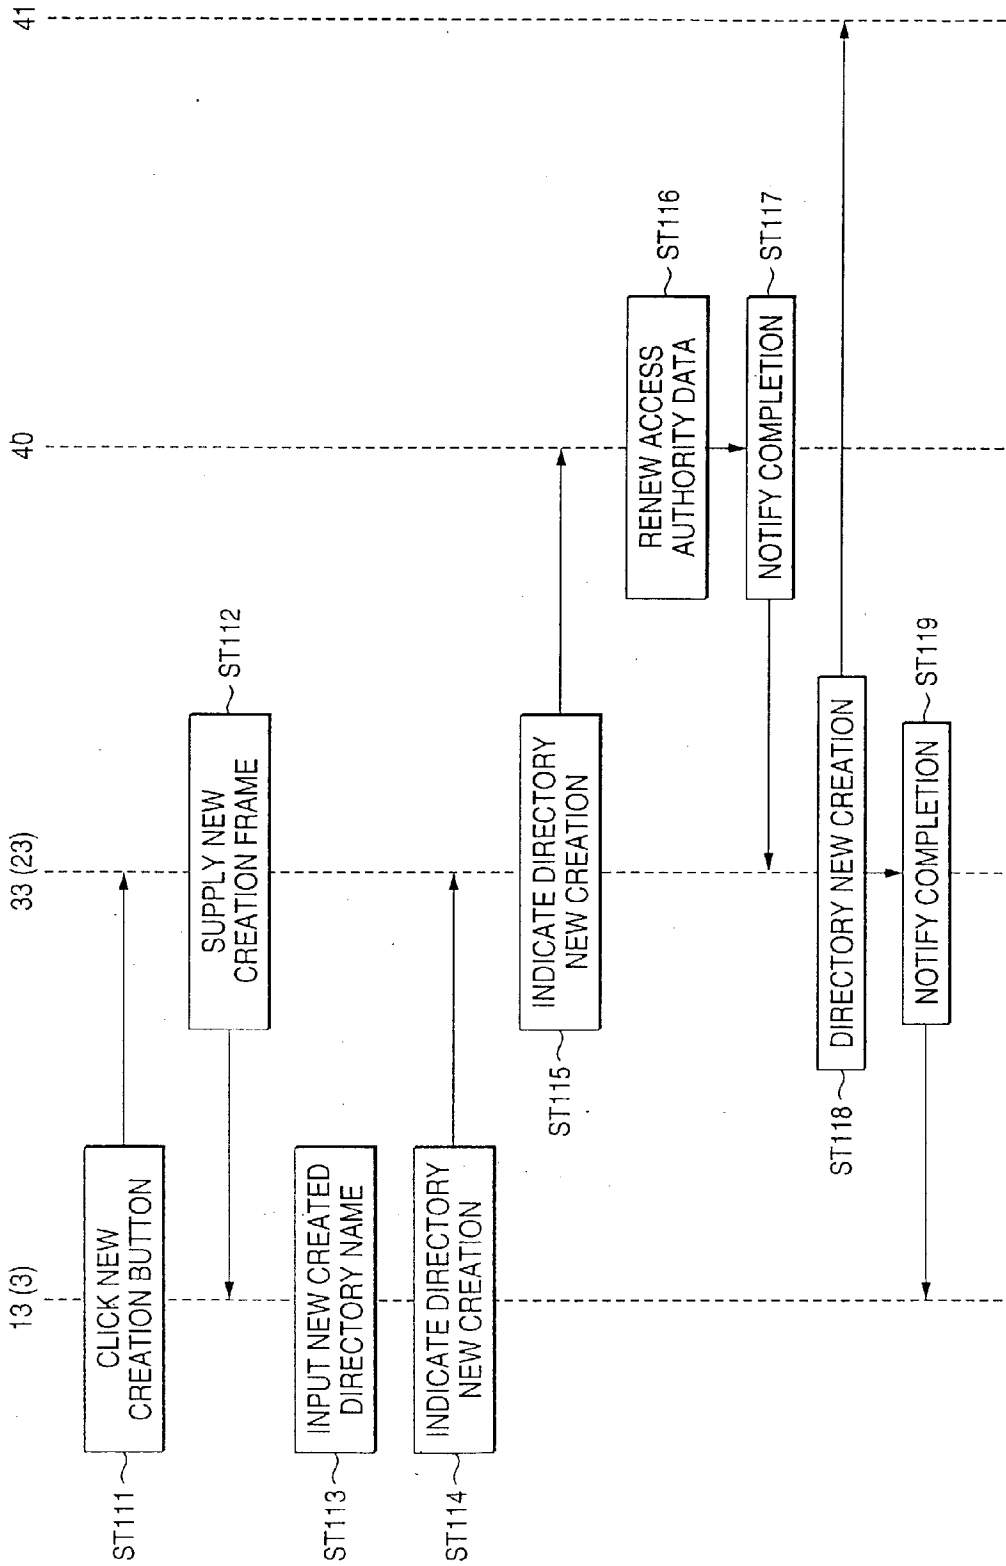 13 (3)
33 (23)
40
41
ST111
CLICK NEW
CREATION BUTTON
SUPPLY NEW
CREATION FRAME
ST112
ST113
INPUT NEW CREATED
DIRECTORY NAME
ST114
INDICATE DIRECTORY
NEW CREATION
ST115
INDICATE DIRECTORY
NEW CREATION
RENEW ACCESS
AUTHORITY DATA
ST116
NOTIFY COMPLETION
ST117
ST118
DIRECTORY NEW CREATION
NOTIFY COMPLETION
ST119